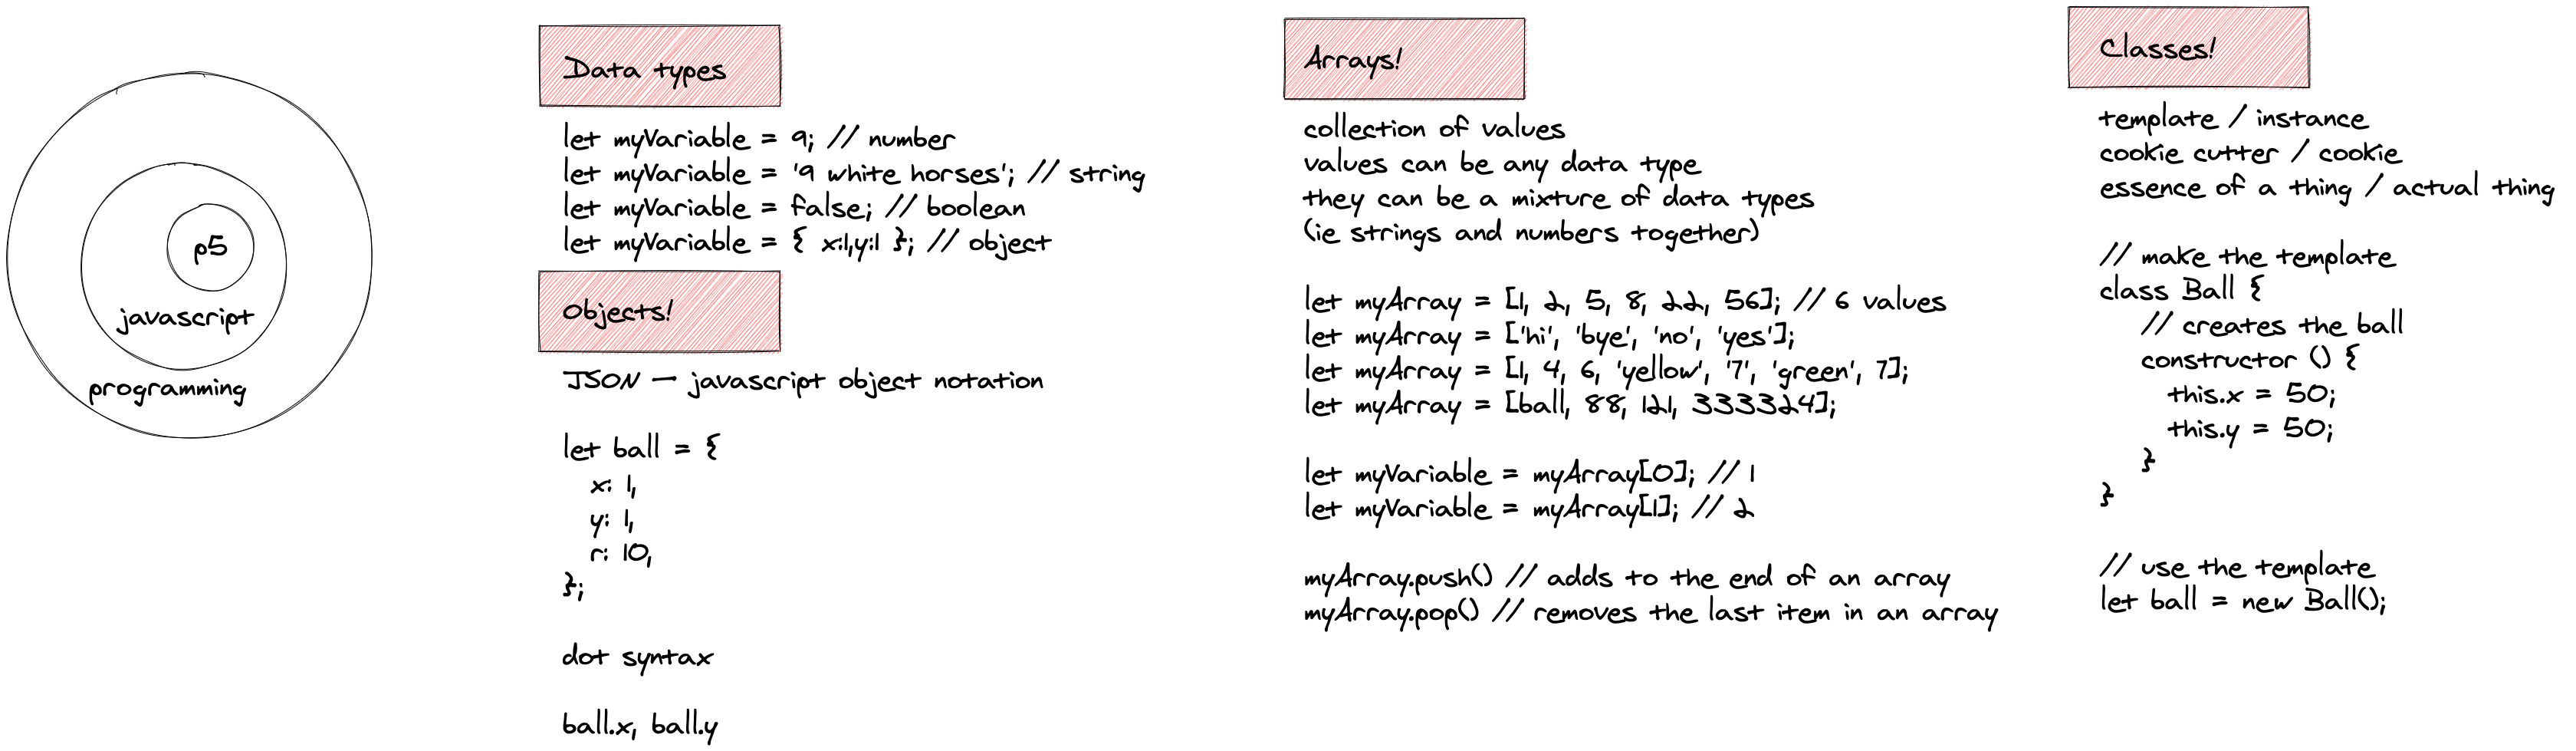 p5
javascript
programming
Data types
let myVariable = 9; // number
let myVariable = '9 white horses'; // string
let myVariable = false; // boolean
let myVariable = { x:1,y:1 }; // object
Objects!
JSON - javascript object notation
let ball = {
x: 1,
y: 1,
r: 10,
};
dot syntax
ball.x, ball.y
Arrays!
collection of values
values can be any data type
they can be a mixture of data types
(ie strings and numbers together)
let myArray = [1, 2, 5, 8, 22, 56]; // 6 values
let myArray = ['hi', 'bye', 'no', 'yes'];
let myArray = [1, 4, 6, 'yellow', '7', 'green', 7];
let myArray = [ball, 88, 121, 333324];
let myVariable = myArray[0]; // 1
let myVariable = myArray[1]; // 2
myArray.push() // adds to the end of an array
myArray.pop() // removes the last item in an array
Classes!
template / instance
cookie cutter / cookie
essence of a thing / actual thing
// make the template
class Ball {
// creates the ball
constructor () {
this.x = 50;
this.y = 50;
}
}
// use the template
let ball = new Ball();